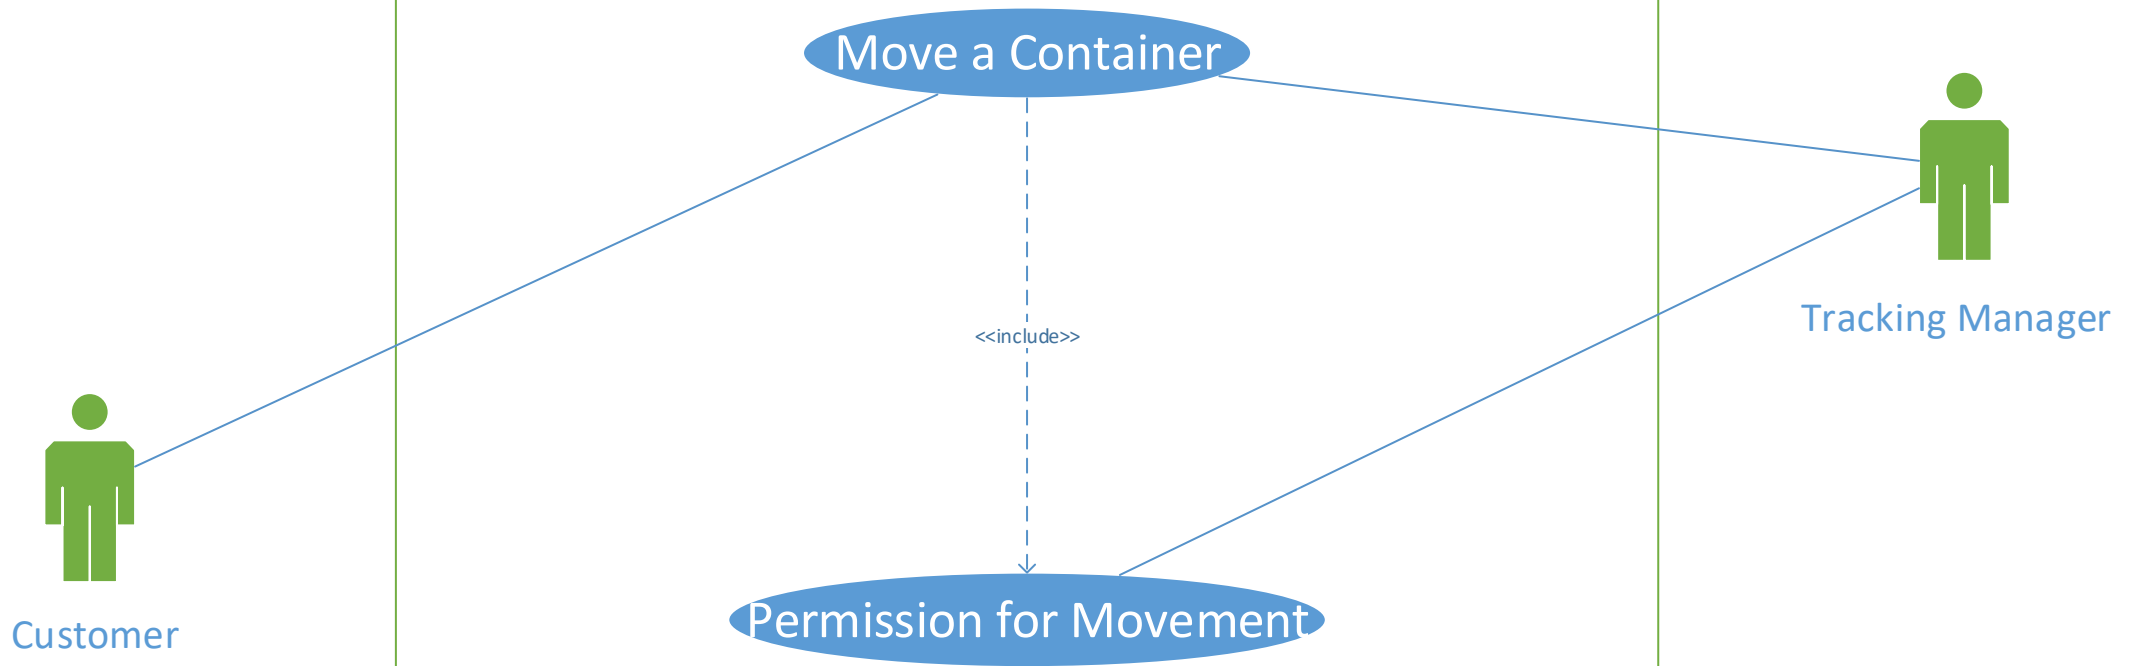 Move a Container
Tracking Manager
<<include>>
Permission for Movement
Customer